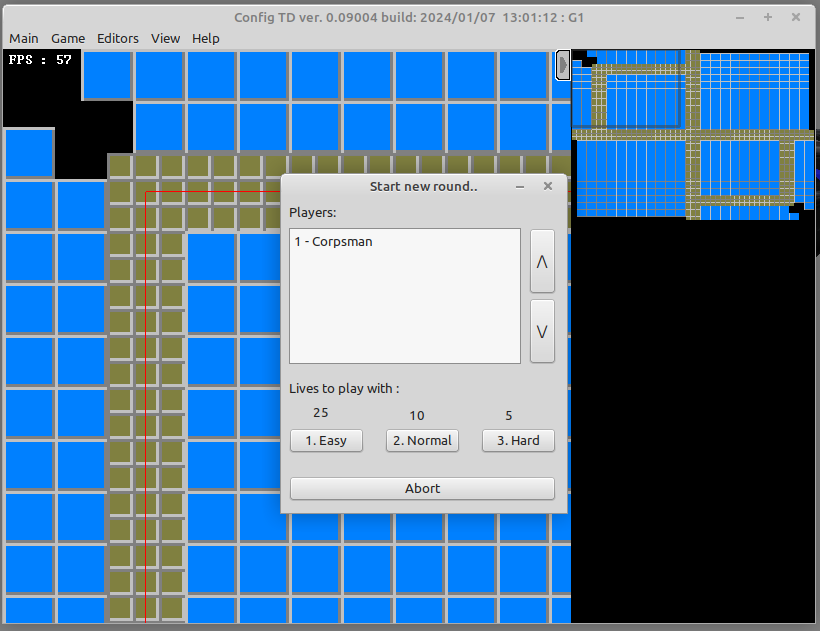 Config TD ver. 0.09004 build: 2024/01/07 13:01:12 : G1
Main Game Editors View Help
FPS : 57
Start new round..
Players:
1 - Corpsman
Λ
V
Lives to play with :
25 10 5
1. Easy 2. Normal 3. Hard
Abort